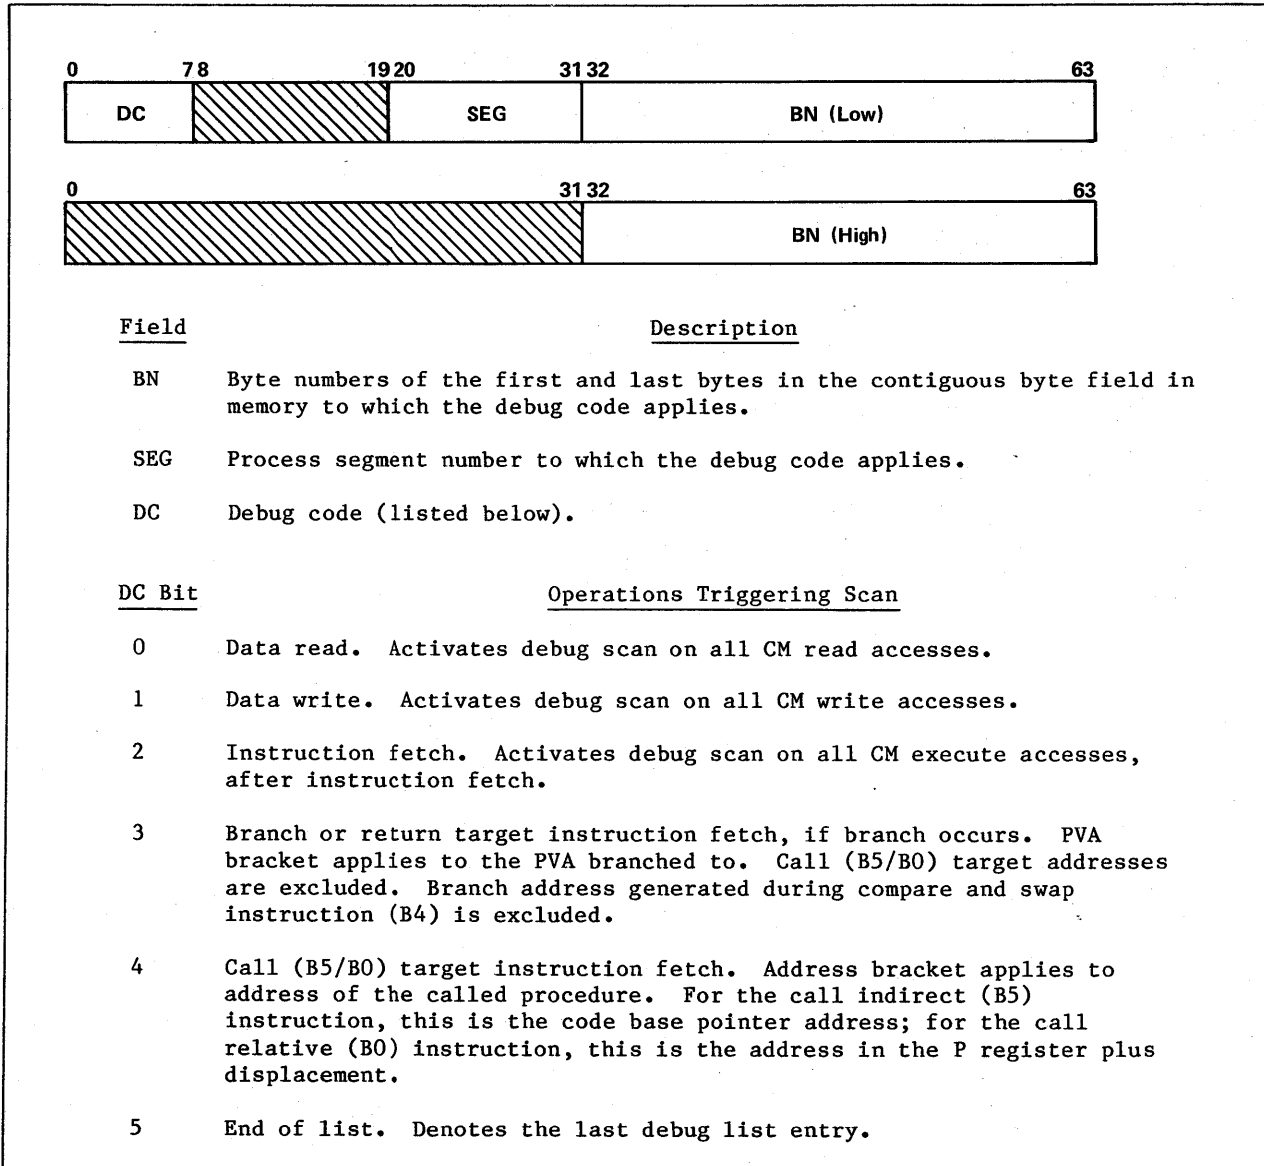 0 7 8 19 20 31 32 63
DC SEG BN (Low)
0 31 32 63
BN (High)
Field Description
BN Byte numbers of the first and last bytes in the contiguous byte field in
memory to which the debug code applies.
SEG Process segment number to which the debug code applies.
DC Debug code (listed below).
DC Bit Operations Triggering Scan
0 Data read. Activates debug scan on all CM read accesses.
1 Data write. Activates debug scan on all CM write accesses.
2 Instruction fetch. Activates debug scan on all CM execute accesses,
after instruction fetch.
3 Branch or return target instruction fetch, if branch occurs. PVA
bracket applies to the PVA branched to. Call (B5/B0) target addresses
are excluded. Branch address generated during compare and swap
instruction (B4) is excluded.
4 Call (B5/B0) target instruction fetch. Address bracket applies to
address of the called procedure. For the call indirect (B5)
instruction, this is the code base pointer address; for the call
relative (B0) instruction, this is the address in the P register plus
displacement.
5 End of list. Denotes the last debug list entry.